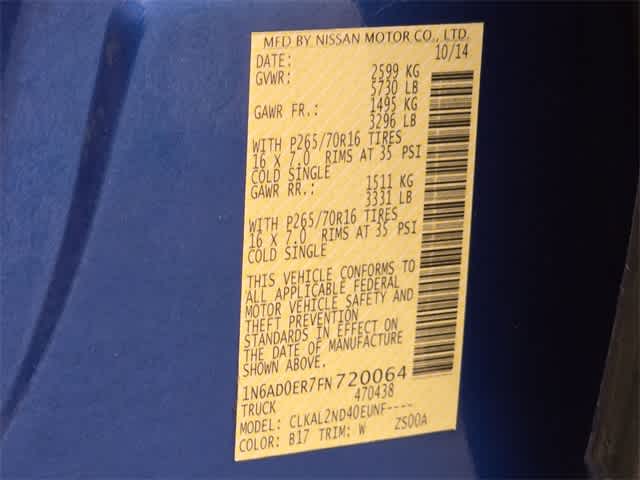 MFD BY NISSAN MOTOR CO., LTD.
DATE: 10/14
GVWR: 2599 KG
5730 LB
GAWR FR.: 1495 KG
3296 LB
WITH P265/70R16 TIRES
16 X 7.0 RIMS AT 35 PSI
COLD SINGLE
GAWR RR.: 1511 KG
3331 LB
WITH P265/70R16 TIRES
16 X 7.0 RIMS AT 35 PSI
COLD SINGLE
THIS VEHICLE CONFORMS TO
ALL APPLICABLE FEDERAL
MOTOR VEHICLE SAFETY AND
THEFT PREVENTION
STANDARDS IN EFFECT ON
THE DATE OF MANUFACTURE
SHOWN ABOVE.
1N6AD0ER7FN720064
TRUCK 470438
MODEL: CLKAL2ND40EUNF----
COLOR: B17 TRIM: W ZS00A